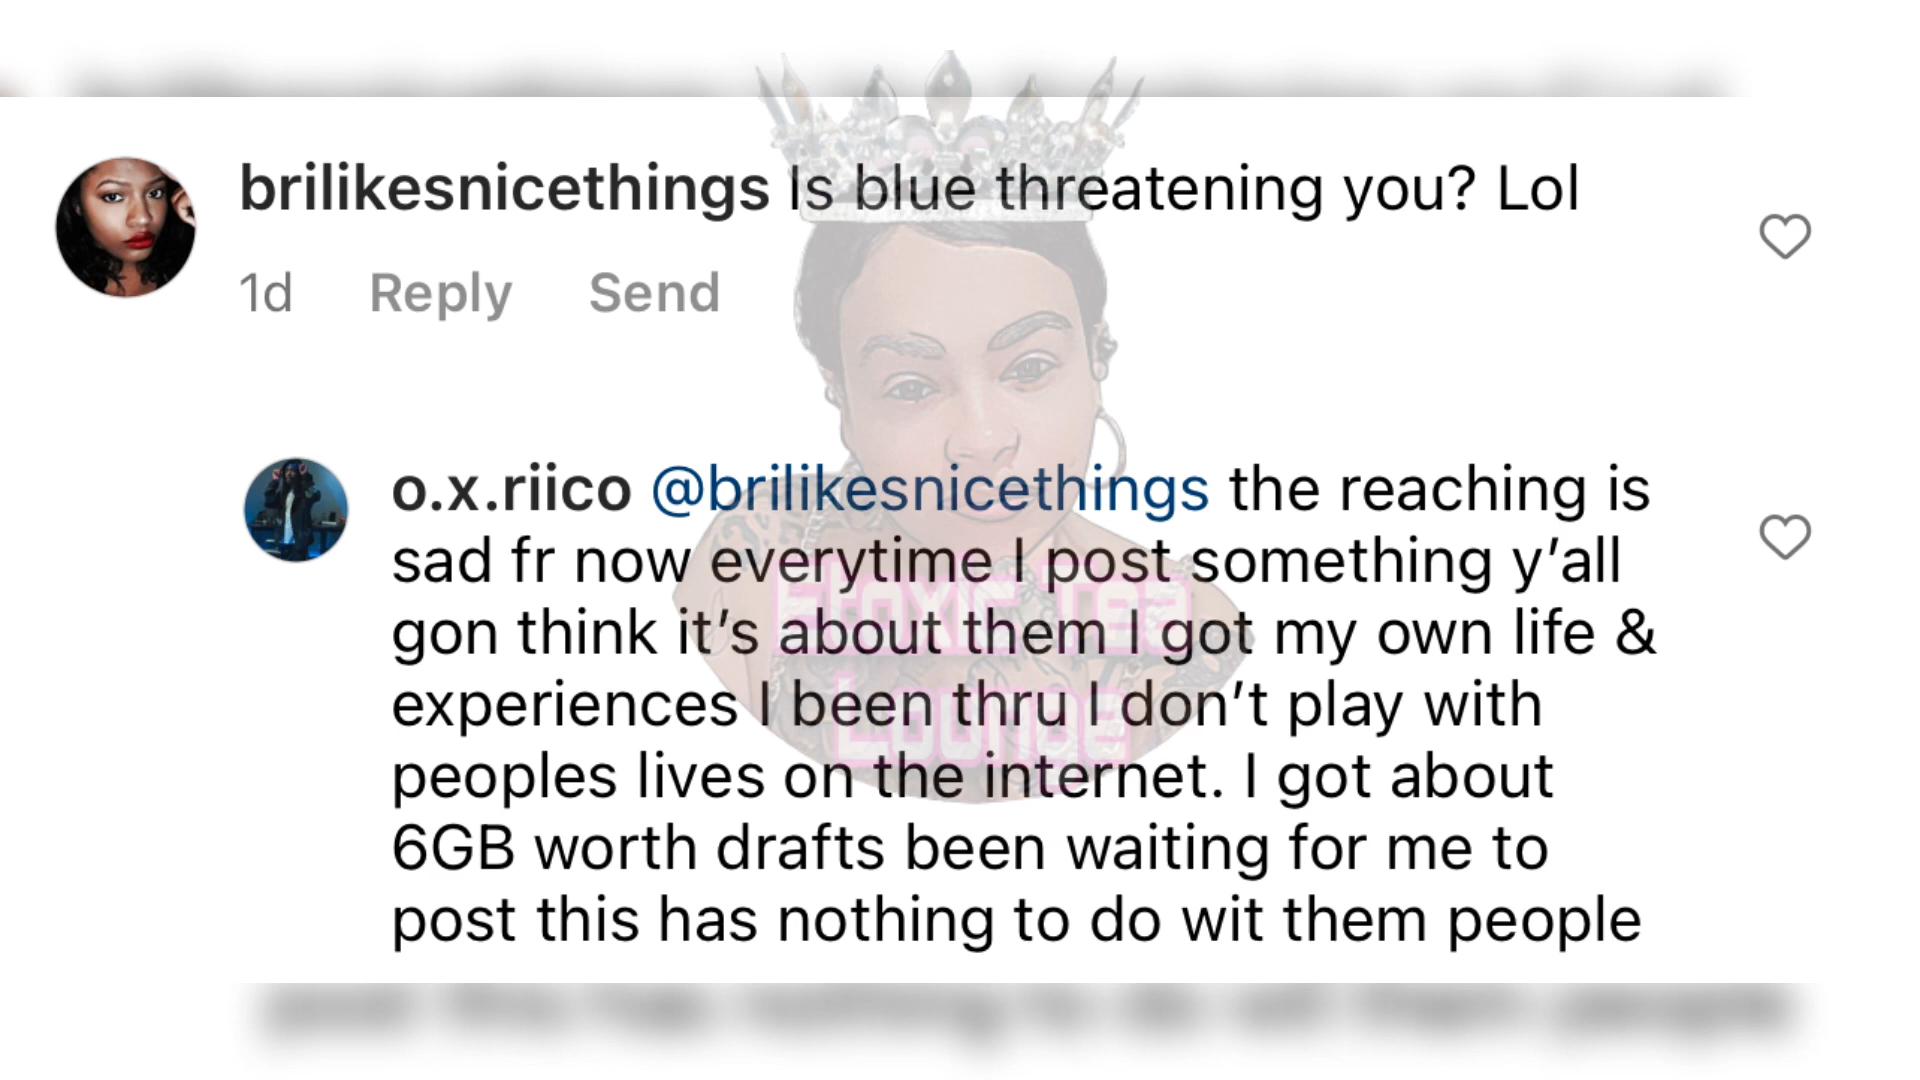 brilikesnicethings Is blue threatening you? Lol
1d Reply Send
o.x.riico @brilikesnicethings the reaching is
sad fr now everytime I post something y’all
gon think it’s about them I got my own life &
experiences I been thru I don’t play with
peoples lives on the internet. I got about
6GB worth drafts been waiting for me to
post this has nothing to do wit them people
Tea
Lounge